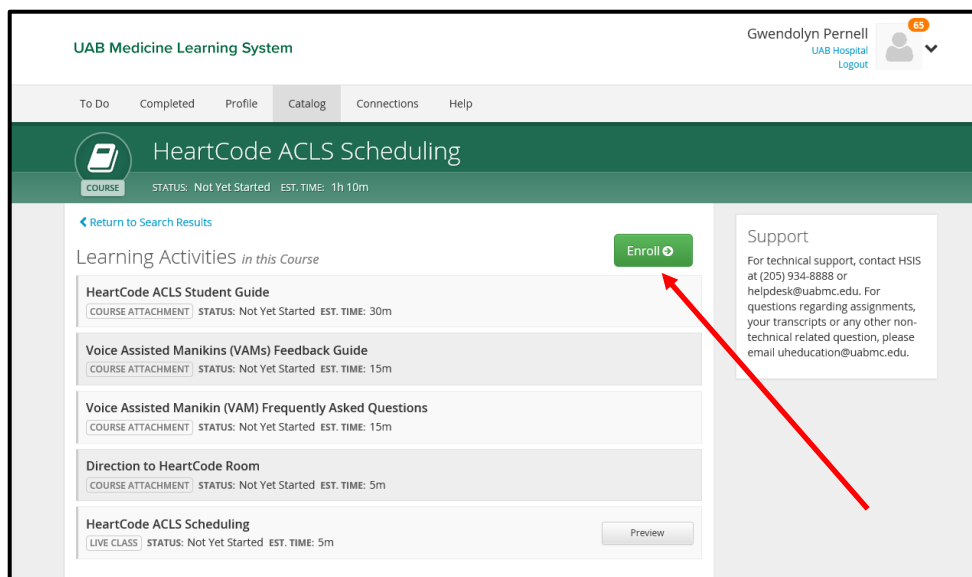 UAB Medicine Learning System
Gwendolyn Pernell
65
UAB Hospital
Logout
To Do Completed Profile Catalog Connections Help
HeartCode ACLS Scheduling
COURSE
STATUS: Not Yet Started EST. TIME: 1h 10m
Return to Search Results
Learning Activities in this Course
Enroll
HeartCode ACLS Student Guide
COURSE ATTACHMENT STATUS: Not Yet Started EST. TIME: 30m
Voice Assisted Manikins (VAMs) Feedback Guide
COURSE ATTACHMENT STATUS: Not Yet Started EST. TIME: 15m
Voice Assisted Manikin (VAM) Frequently Asked Questions
COURSE ATTACHMENT STATUS: Not Yet Started EST. TIME: 15m
Direction to HeartCode Room
COURSE ATTACHMENT STATUS: Not Yet Started EST. TIME: 5m
HeartCode ACLS Scheduling
LIVE CLASS STATUS: Not Yet Started EST. TIME: 5m
Preview
Support
For technical support, contact HSIS
at (205) 934-8888 or
helpdesk@uabmc.edu. For
questions regarding assignments,
your transcripts or any other non-
technical related question, please
email uheducation@uabmc.edu.